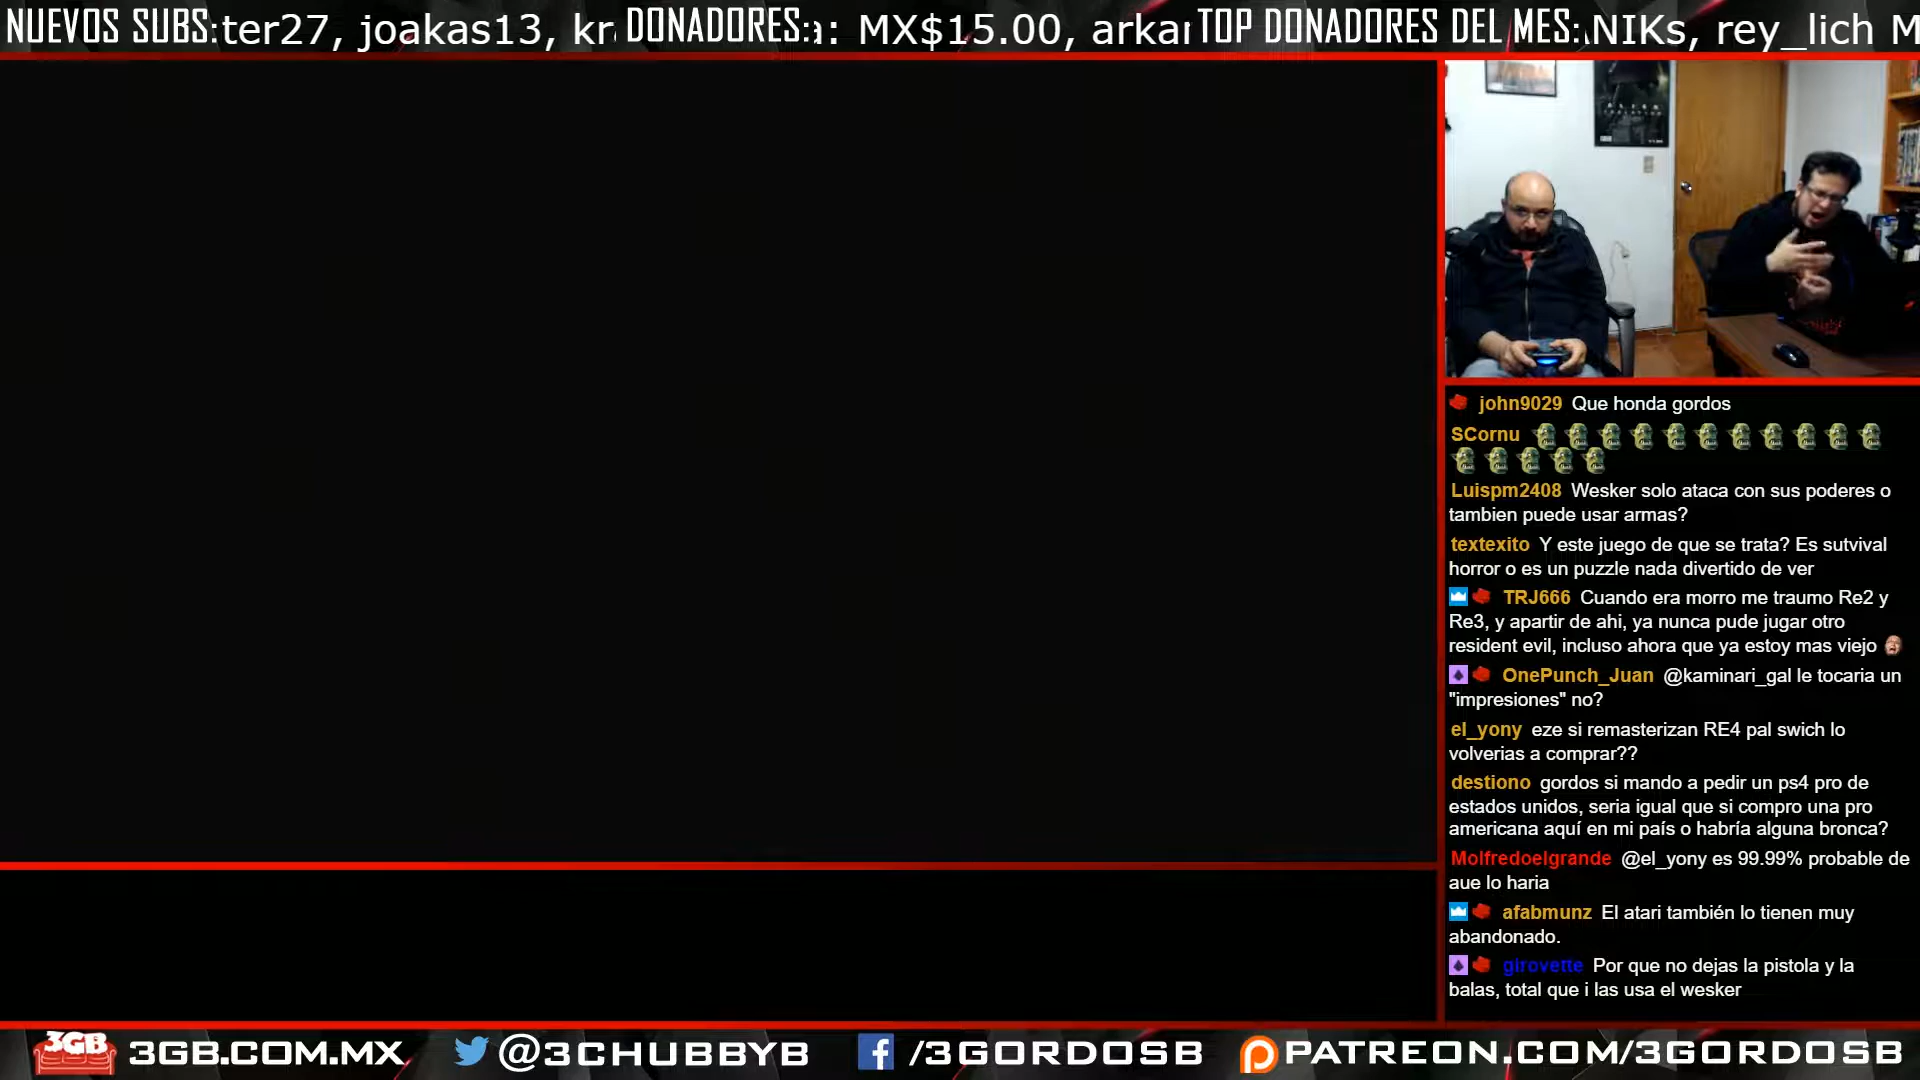 NUEVOS SUBS:ter27, joakas13, kr DONADORES: a: MX$15.00, arkar TOP DONADORES DEL MES: NIKs, rey_lich M
john9029 Que honda gordos
SCornu
Luispm2408 Wesker solo ataca con sus poderes o
tambien puede usar armas?
textexito Y este juego de que se trata? Es sutvival
horror o es un puzzle nada divertido de ver
TRJ666 Cuando era morro me traumo Re2 y
Re3, y apartir de ahi, ya nunca pude jugar otro
resident evil, incluso ahora que ya estoy mas viejo
OnePunch_Juan @kaminari_gal le tocaria un
"impresiones" no?
el_yony eze si remasterizan RE4 pal swich lo
volverias a comprar??
destiono gordos si mando a pedir un ps4 pro de
estados unidos, seria igual que si compro una pro
americana aquí en mi país o habría alguna bronca?
Molfredoelgrande @el_yony es 99.99% probable de
aue lo haria
afabmunz El atari también lo tienen muy
abandonado.
girovette Por que no dejas la pistola y la
balas, total que i las usa el wesker
3GB 3GB.COM.MX @3CHUBBYB f /3GORDOSB PATREON.COM/3GORDOSB